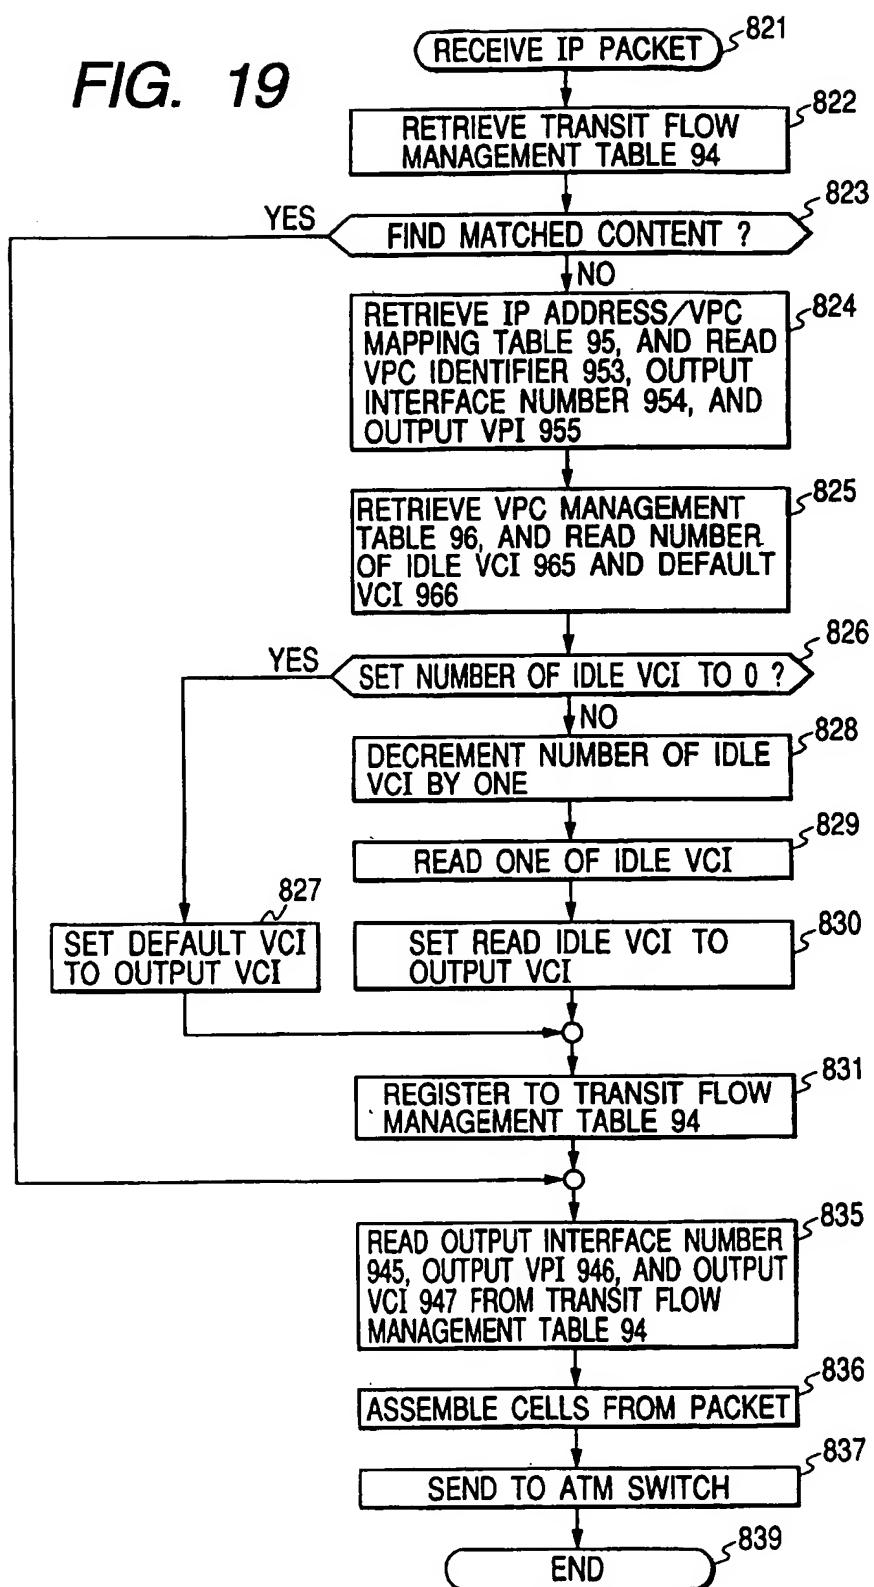 FIG. 19
RECEIVE IP PACKET
821
RETRIEVE TRANSIT FLOW
MANAGEMENT TABLE 94
822
YES
FIND MATCHED CONTENT ?
823
NO
RETRIEVE IP ADDRESS/VPC
MAPPING TABLE 95, AND READ
VPC IDENTIFIER 953, OUTPUT
INTERFACE NUMBER 954, AND
OUTPUT VPI 955
824
RETRIEVE VPC MANAGEMENT
TABLE 96, AND READ NUMBER
OF IDLE VCI 965 AND DEFAULT
VCI 966
825
YES
SET NUMBER OF IDLE VCI TO 0 ?
826
NO
DECREMENT NUMBER OF IDLE
VCI BY ONE
828
READ ONE OF IDLE VCI
829
827
SET DEFAULT VCI
TO OUTPUT VCI
SET READ IDLE VCI TO
OUTPUT VCI
830
REGISTER TO TRANSIT FLOW
MANAGEMENT TABLE 94
831
READ OUTPUT INTERFACE NUMBER
945, OUTPUT VPI 946, AND OUTPUT
VCI 947 FROM TRANSIT FLOW
MANAGEMENT TABLE 94
835
ASSEMBLE CELLS FROM PACKET
836
SEND TO ATM SWITCH
837
END
839